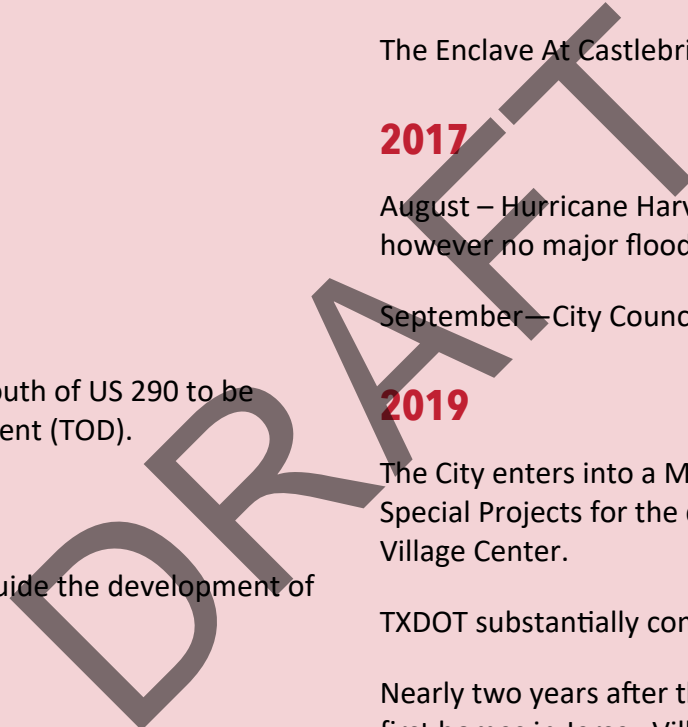 outh of US 290 to be
ent (TOD).
uide the development of
The Enclave At Castlebri
2017
August – Hurricane Harv
however no major flood
September—City Counc
2019
The City enters into a M
Special Projects for the
Village Center.
TXDOT substantially con
Nearly two years after th
DRAFT